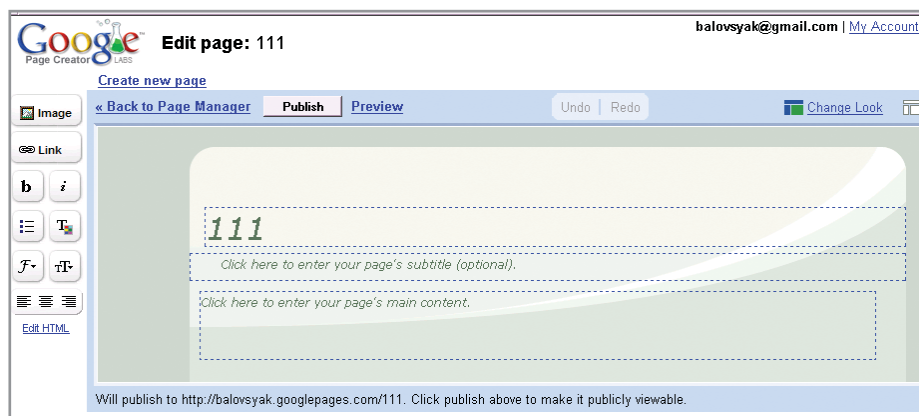 balovsyak@gmail.com | My Account
Google
Page Creator LABS
Edit page: 111
Create new page
« Back to Page Manager Publish Preview Undo | Redo Change Look
Image
Link
b i
T
F T
Edit HTML
111
Click here to enter your page's subtitle (optional).
Click here to enter your page's main content.
Will publish to http://balovsyak.googlepages.com/111. Click publish above to make it publicly viewable.